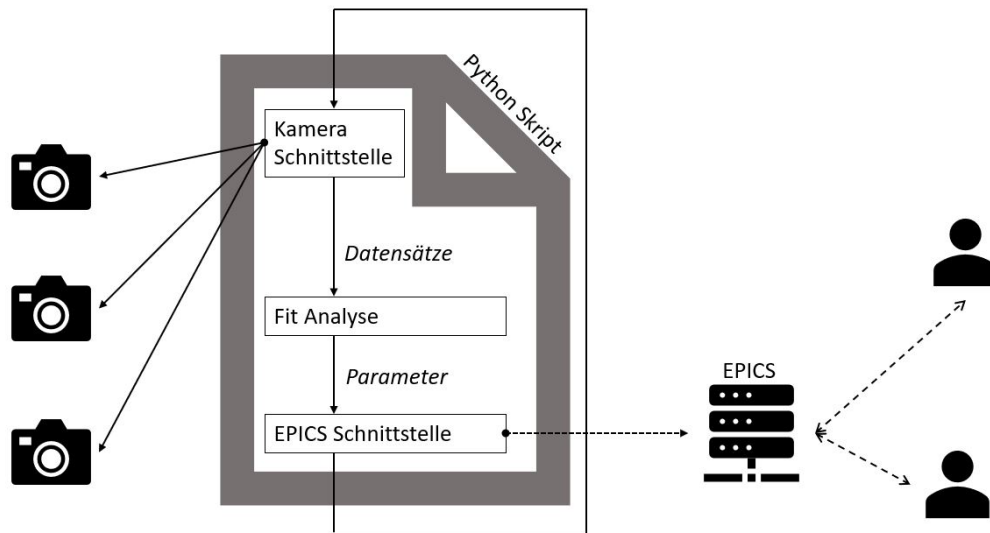 Python Skript
Kamera
Schnittstelle
Datensätze
Fit Analyse
Parameter
EPICS Schnittstelle
EPICS